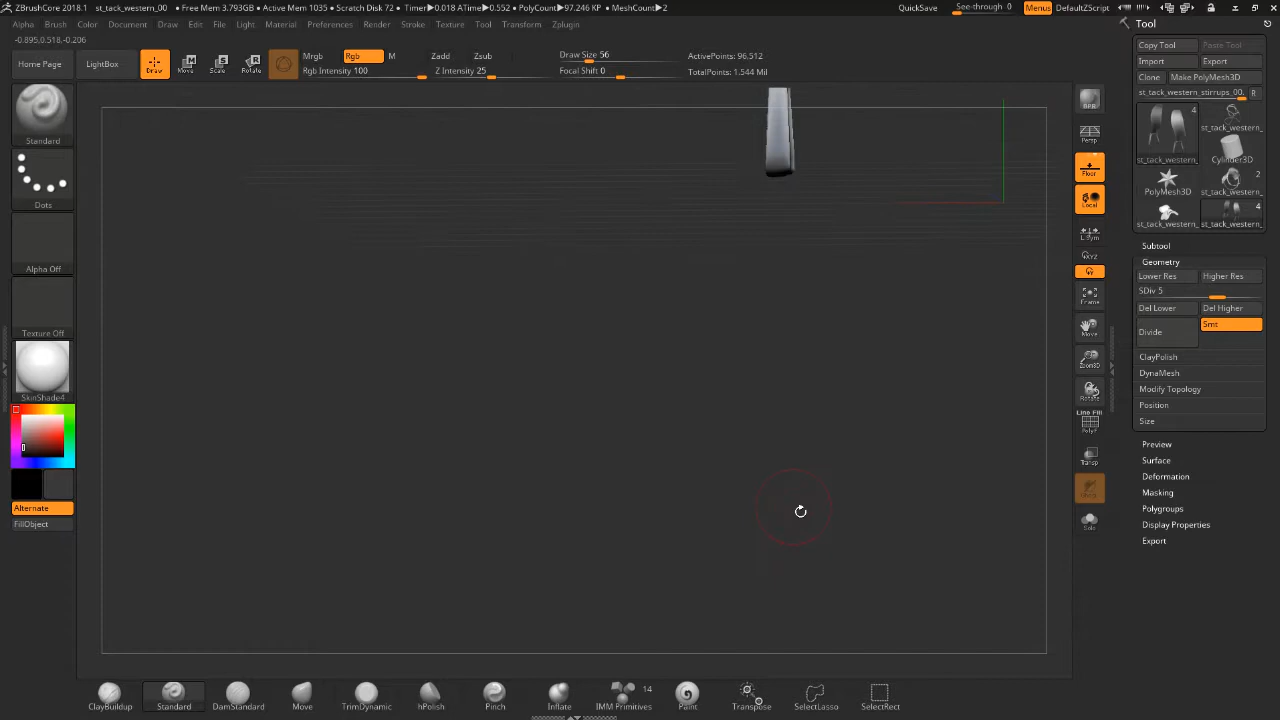 ZBrushCore 2018.1 st_tack_western_00 • Free Mem 3.793GB • Active Mem 1035 • Scratch Disk 72 • Timer▶0.018 ATime▶0.552 • PolyCount▶97.246 KP • MeshCount▶2 QuickSave See-through 0 Menus DefaultZScript
Alpha Brush Color Document Draw Edit File Light Material Preferences Render Stroke Texture Tool Transform Zplugin
-0.895,0.518,-0.206
Home Page
LightBox
Draw
Move
Scale
Rotate
Mrgb Rgb M Zadd Zsub
Rgb Intensity 100 Z Intensity 25
Draw Size 56
Focal Shift 0
ActivePoints: 96,512
TotalPoints: 1.544 Mil
Standard
Dots
Alpha Off
Texture Off
SkinShade4
Alternate
FillObject
BPR
Persp
Floor
Local
L.Sym
XYZ
Y
Frame
Move
Zoom3D
Rotate
Line Fill
PolyF
Transp
Solo
Tool
Copy Tool Paste Tool
Import Export
Clone Make PolyMesh3D
st_tack_western_stirrups_00. R
4
st_tack_western_
st_tack_western_
Cylinder3D
PolyMesh3D
2
st_tack_western_
st_tack_western_
4
st_tack_western_
Subtool
Geometry
Lower Res Higher Res
SDiv 5
Del Lower Del Higher
Divide Smt
ClayPolish
DynaMesh
Modify Topology
Position
Size
Preview
Surface
Deformation
Masking
Polygroups
Display Properties
Export
ClayBuildup Standard DamStandard Move TrimDynamic hPolish Pinch Inflate IMM Primitives 14 Paint Transpose SelectLasso SelectRect